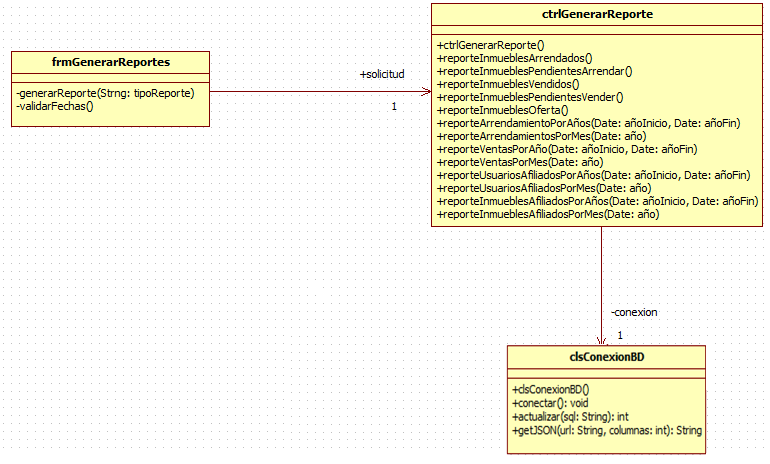 frmGenerarReportes
-generarReporte(Strng: tipoReporte)
-validarFechas()
+solicitud
1
ctrlGenerarReporte
+ctrlGenerarReporte()
+reporteInmueblesArrendados()
+reporteInmueblesPendientesArrendar()
+reporteInmueblesVendidos()
+reporteInmueblesPendientesVender()
+reporteInmueblesOferta()
+reporteArrendamientoPorAños(Date: añoInicio, Date: añoFin)
+reporteArrendamientosPorMes(Date: año)
+reporteVentasPorAño(Date: añoInicio, Date: añoFin)
+reporteVentasPorMes(Date: año)
+reporteUsuariosAfiliadosPorAños(Date: añoInicio, Date: añoFin)
+reporteUsuariosAfiliadosPorMes(Date: año)
+reporteInmueblesAfiliadosPorAños(Date: añoInicio, Date: añoFin)
+reporteInmueblesAfiliadosPorMes(Date: año)
-conexion
1
clsConexionBD
+clsConexionBD()
+conectar(): void
+actualizar(sql: String): int
+getJSON(url: String, columnas: int): String